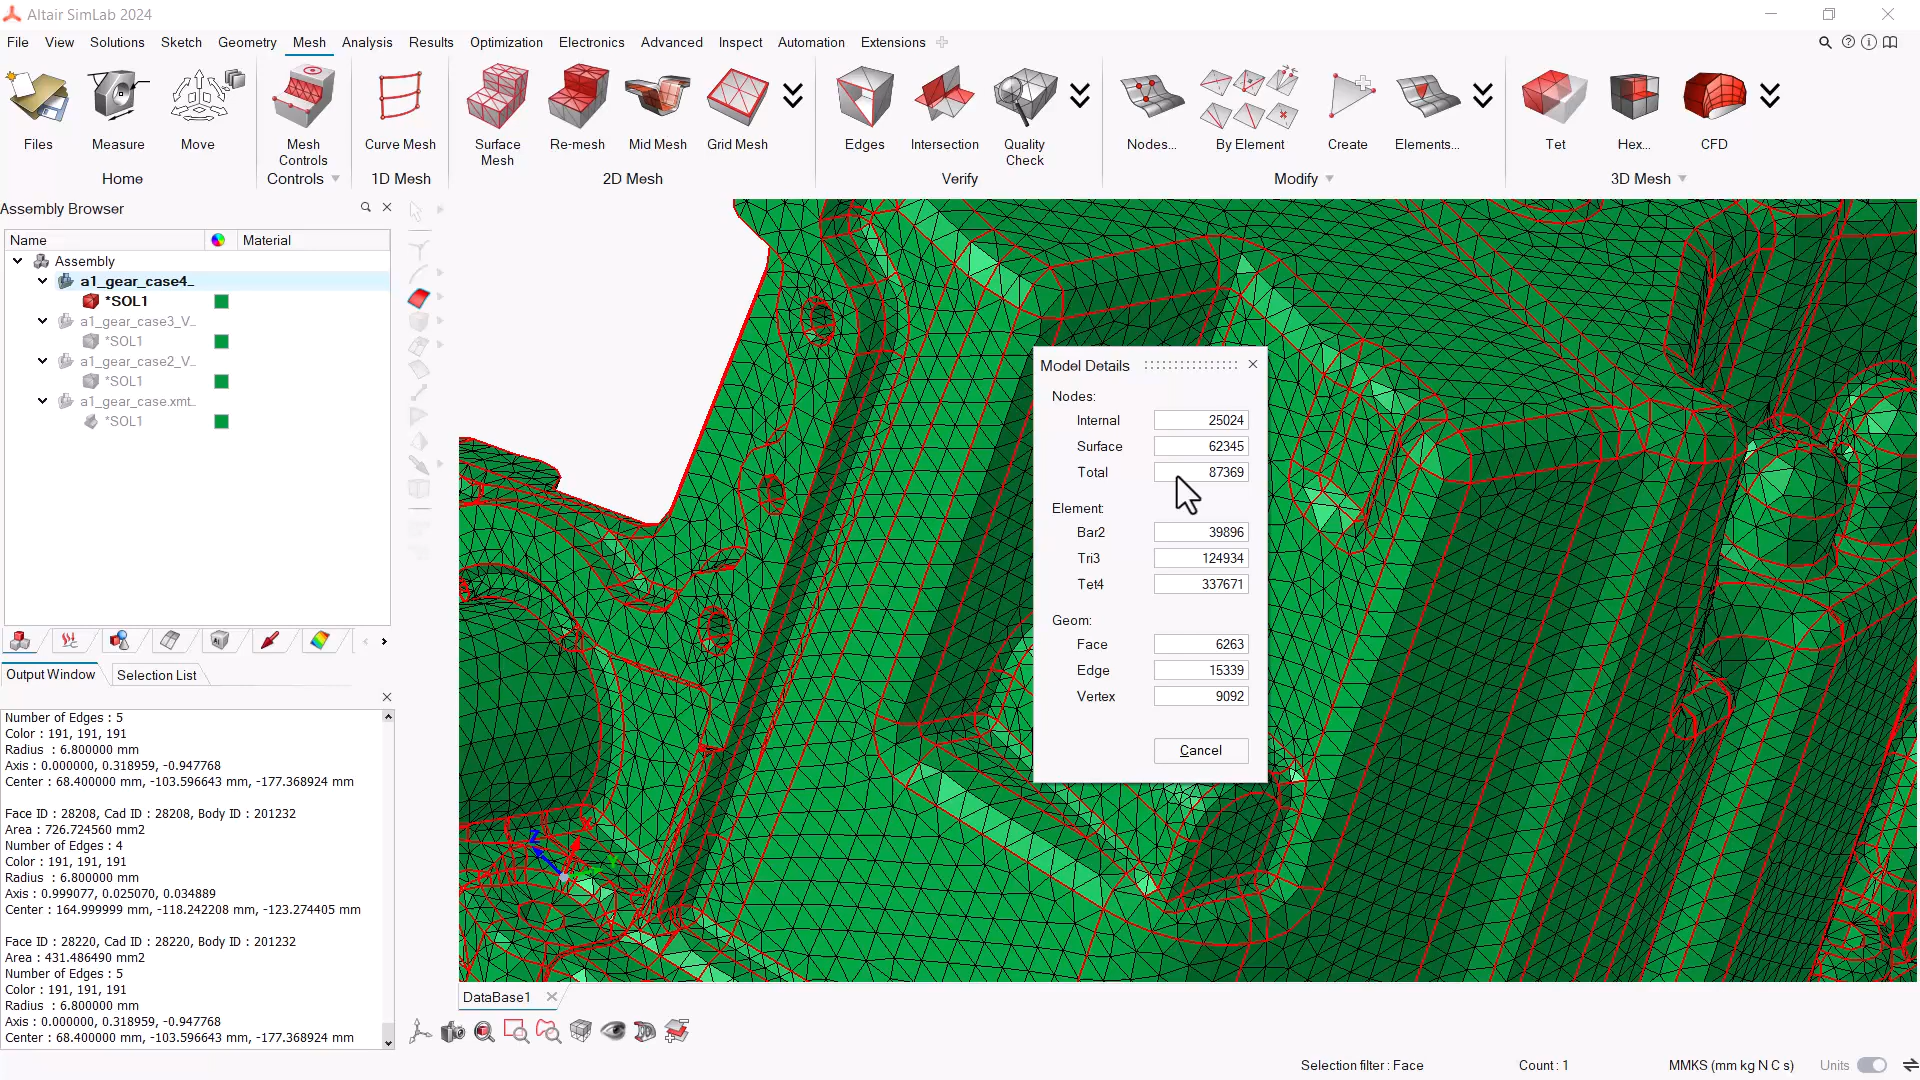 Altair SimLab 2024
File View Solutions Sketch Geometry Mesh Analysis Results Optimization Electronics Advanced Inspect Automation Extensions
Files Measure Move Mesh Controls Curve Mesh Surface Mesh Re-mesh Mid Mesh Grid Mesh Edges Intersection Quality Check Nodes... By Element Create Elements... Tet Hex... CFD
Home Controls 1D Mesh 2D Mesh Verify Modify 3D Mesh
Assembly Browser
Name Material
Assembly
a1_gear_case4_
*SOL1
a1_gear_case3_V...
*SOL1
a1_gear_case2_V...
*SOL1
a1_gear_case.xmt...
*SOL1
Output Window Selection List
Number of Edges : 5
Color : 191, 191, 191
Radius : 6.800000 mm
Axis : 0.000000, 0.318959, -0.947768
Center : 68.400000 mm, -103.596643 mm, -177.368924 mm
Face ID : 28208, Cad ID : 28208, Body ID : 201232
Area : 726.724560 mm2
Number of Edges : 4
Color : 191, 191, 191
Radius : 6.800000 mm
Axis : 0.999077, 0.025070, 0.034889
Center : 164.999999 mm, -118.242208 mm, -123.274405 mm
Face ID : 28220, Cad ID : 28220, Body ID : 201232
Area : 431.486490 mm2
Number of Edges : 5
Color : 191, 191, 191
Radius : 6.800000 mm
Axis : 0.000000, 0.318959, -0.947768
Center : 68.400000 mm, -103.596643 mm, -177.368924 mm
Model Details
Nodes:
Internal 25024
Surface 62345
Total 87369
Element:
Bar2 39896
Tri3 124934
Tet4 337671
Geom:
Face 6263
Edge 15339
Vertex 9092
Cancel
Z X Y
DataBase1
Selection filter : Face Count : 1 MMKS (mm kg N C s) Units